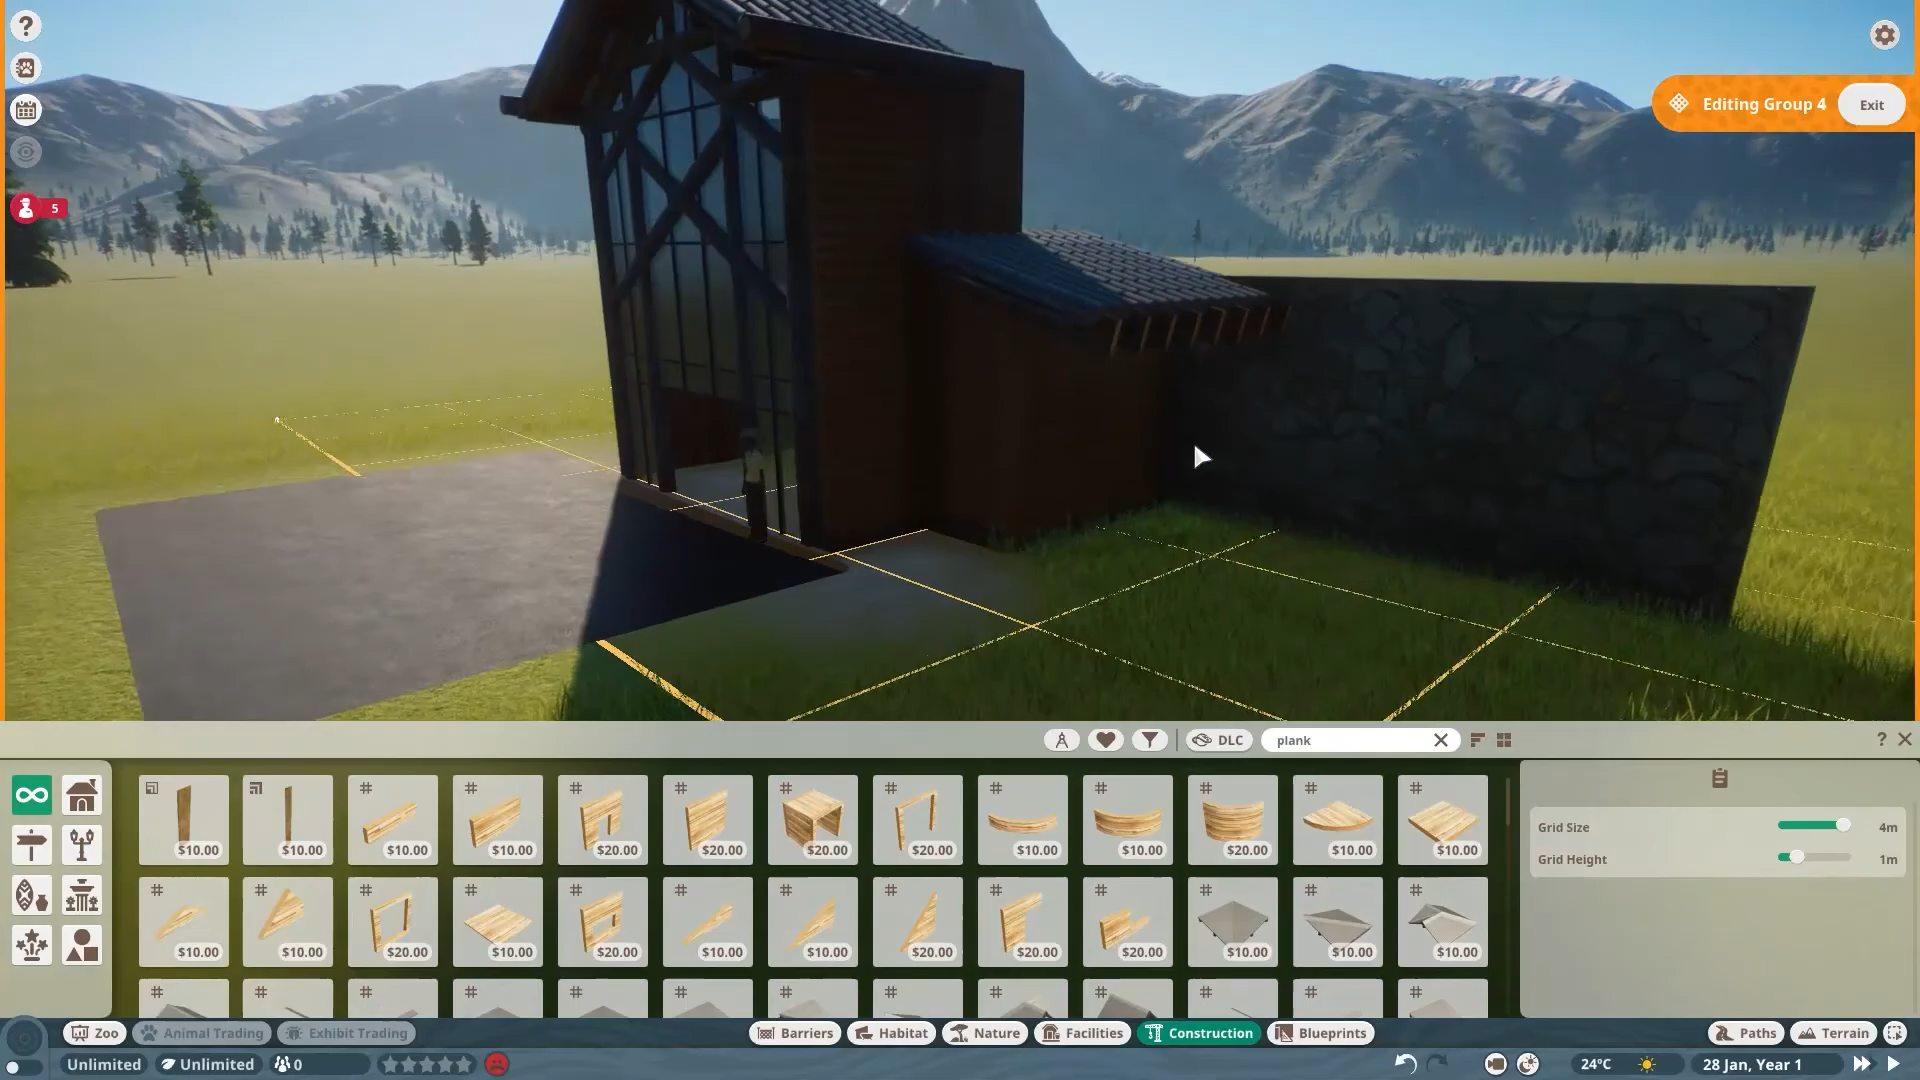 ?
Editing Group 4 Exit
5
DLC plank ?
$10.00 $10.00 $10.00 $10.00 $20.00 $20.00 $20.00 $20.00 $10.00 $10.00 $20.00 $10.00 $10.00
Grid Size 4m
Grid Height 1m
$10.00 $10.00 $20.00 $10.00 $20.00 $10.00 $10.00 $20.00 $20.00 $20.00 $10.00 $10.00 $10.00
Zoo Animal Trading Exhibit Trading Barriers Habitat Nature Facilities Construction Blueprints Paths Terrain
Unlimited Unlimited 0 24°C 28 Jan, Year 1